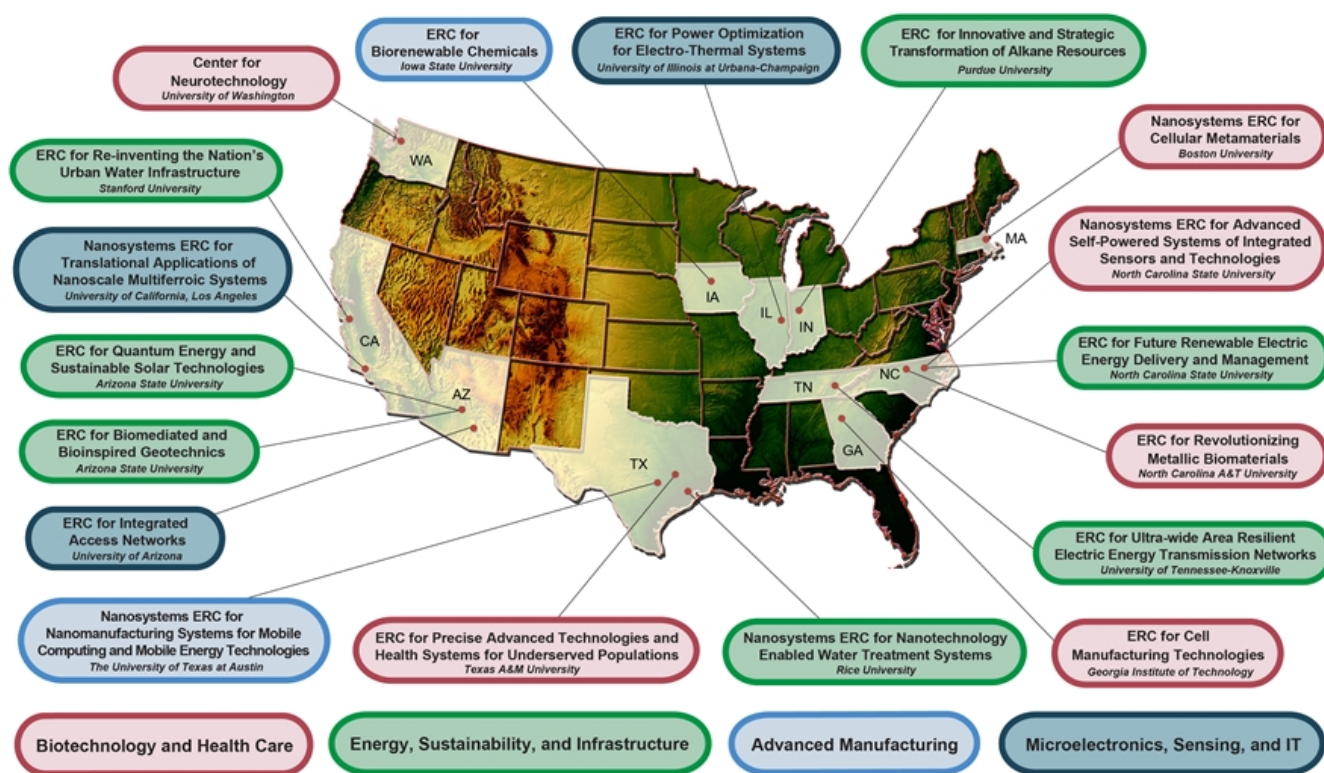 ERC for
Biorenewable Chemicals
Iowa State University
ERC for Power Optimization
for Electro-Thermal Systems
University of Illinois at Urbana-Champaign
ERC for Innovative and Strategic
Transformation of Alkane Resources
Purdue University
Center for
Neurotechnology
University of Washington
Nanosystems ERC for
Cellular Metamaterials
Boston University
ERC for Re-inventing the Nation's
Urban Water Infrastructure
Stanford University
Nanosystems ERC for Advanced
Self-Powered Systems of Integrated
Sensors and Technologies
North Carolina State University
Nanosystems ERC for
Translational Applications of
Nanoscale Multiferroic Systems
University of California, Los Angeles
ERC for Quantum Energy and
Sustainable Solar Technologies
Arizona State University
ERC for Future Renewable Electric
Energy Delivery and Management
North Carolina State University
ERC for Biomediated and
Bioinspired Geotechnics
Arizona State University
ERC for Revolutionizing
Metallic Biomaterials
North Carolina A&T University
ERC for Integrated
Access Networks
University of Arizona
ERC for Ultra-wide Area Resilient
Electric Energy Transmission Networks
University of Tennessee-Knoxville
Nanosystems ERC for
Nanomanufacturing Systems for Mobile
Computing and Mobile Energy Technologies
The University of Texas at Austin
ERC for Precise Advanced Technologies and
Health Systems for Underserved Populations
Texas A&M University
Nanosystems ERC for Nanotechnology
Enabled Water Treatment Systems
Rice University
ERC for Cell
Manufacturing Technologies
Georgia Institute of Technology
WA
MA
IA
IL
IN
CA
AZ
TN
NC
GA
TX
Biotechnology and Health Care
Energy, Sustainability, and Infrastructure
Advanced Manufacturing
Microelectronics, Sensing, and IT